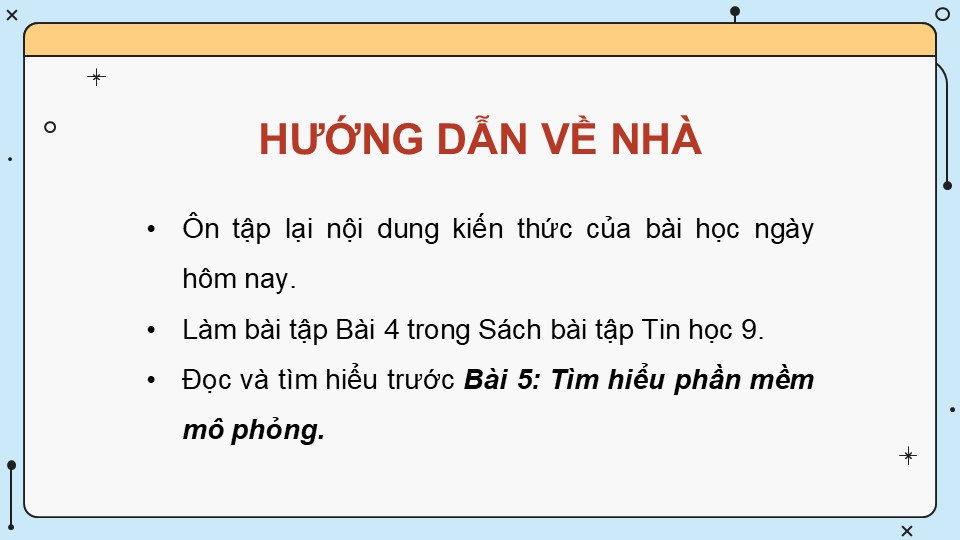 HƯỚNG DẪN VỀ NHÀ
• Ôn tập lại nội dung kiến thức của bài học ngày
hôm nay.
• Làm bài tập Bài 4 trong Sách bài tập Tin học 9.
• Đọc và tìm hiểu trước Bài 5: Tìm hiểu phần mềm
mô phỏng.